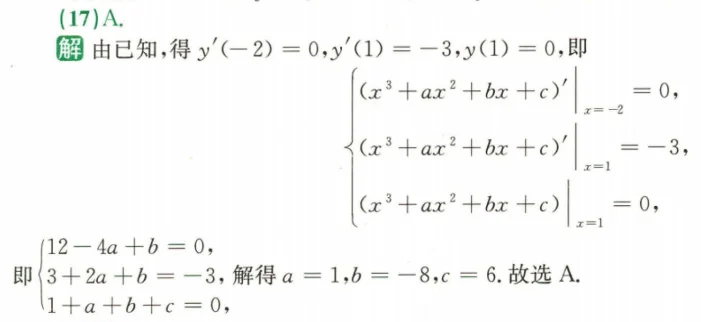 (17)A.
解 由已知,得 y′(−2) = 0,y′(1) = −3,y(1) = 0,即
(x³+ax²+bx+c)′|ₓ₌₋₂ = 0,
(x³+ax²+bx+c)′|ₓ₌₁ = −3,
(x³+ax²+bx+c)|ₓ₌₁ = 0,
12−4a+b = 0,
即 3+2a+b = −3, 解得 a = 1,b = −8,c = 6. 故选 A.
1+a+b+c = 0,